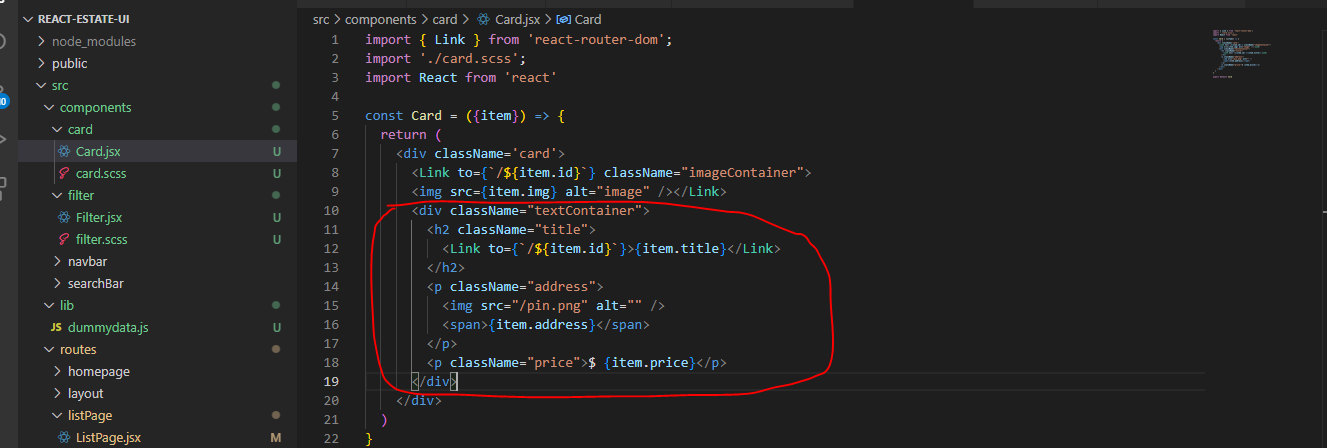 REACT-ESTATE-UI
node_modules
public
src
components
card
Card.jsx U
card.scss U
filter
Filter.jsx U
filter.scss U
navbar
searchBar
lib
JS dummydata.js U
routes
homepage
layout
listPage
ListPage.jsx M
src > components > card > Card.jsx > Card
1 import { Link } from 'react-router-dom';
2 import './card.scss';
3 import React from 'react'
4
5 const Card = ({item}) => {
6 return (
7 <div className='card'>
8 <Link to={`/${item.id}`} className="imageContainer">
9 <img src={item.img} alt="image" /></Link>
10 <div className="textContainer">
11 <h2 className="title">
12 <Link to={`/${item.id}`}>{item.title}</Link>
13 </h2>
14 <p className="address">
15 <img src="/pin.png" alt="" />
16 <span>{item.address}</span>
17 </p>
18 <p className="price">$ {item.price}</p>
19 </div>
20 </div>
21 )
22 }